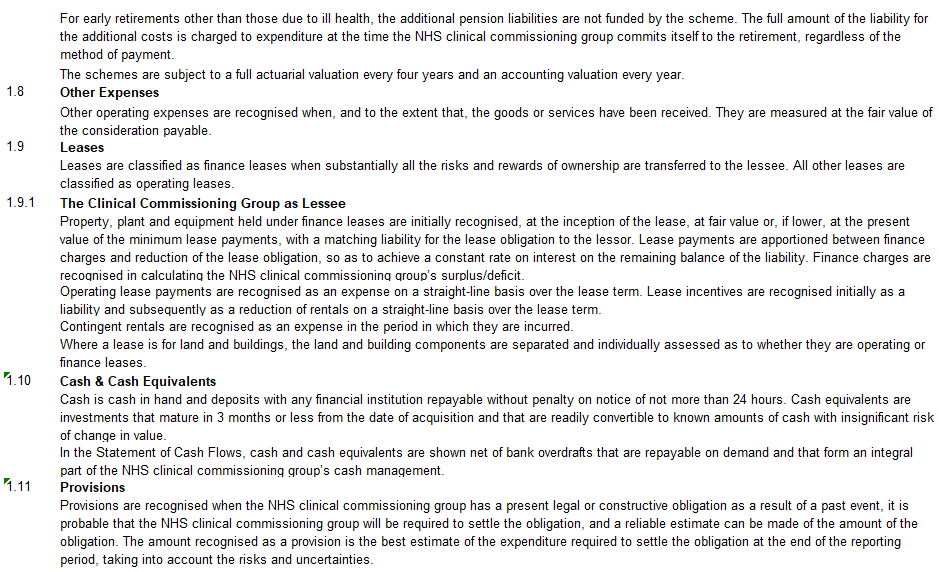 For early retirements other than those due to ill health, the additional pension liabilities are not funded by the scheme. The full amount of the liability for
the additional costs is charged to expenditure at the time the NHS clinical commissioning group commits itself to the retirement, regardless of the
method of payment.
The schemes are subject to a full actuarial valuation every four years and an accounting valuation every year.
1.8 Other Expenses
Other operating expenses are recognised when, and to the extent that, the goods or services have been received. They are measured at the fair value of
the consideration payable.
1.9 Leases
Leases are classified as finance leases when substantially all the risks and rewards of ownership are transferred to the lessee. All other leases are
classified as operating leases.
1.9.1 The Clinical Commissioning Group as Lessee
Property, plant and equipment held under finance leases are initially recognised, at the inception of the lease, at fair value or, if lower, at the present
value of the minimum lease payments, with a matching liability for the lease obligation to the lessor. Lease payments are apportioned between finance
charges and reduction of the lease obligation, so as to achieve a constant rate on interest on the remaining balance of the liability. Finance charges are
recognised in calculating the NHS clinical commissioning group's surplus/deficit.
Operating lease payments are recognised as an expense on a straight-line basis over the lease term. Lease incentives are recognised initially as a
liability and subsequently as a reduction of rentals on a straight-line basis over the lease term.
Contingent rentals are recognised as an expense in the period in which they are incurred.
Where a lease is for land and buildings, the land and building components are separated and individually assessed as to whether they are operating or
finance leases.
1.10 Cash & Cash Equivalents
Cash is cash in hand and deposits with any financial institution repayable without penalty on notice of not more than 24 hours. Cash equivalents are
investments that mature in 3 months or less from the date of acquisition and that are readily convertible to known amounts of cash with insignificant risk
of change in value.
In the Statement of Cash Flows, cash and cash equivalents are shown net of bank overdrafts that are repayable on demand and that form an integral
part of the NHS clinical commissioning group's cash management.
1.11 Provisions
Provisions are recognised when the NHS clinical commissioning group has a present legal or constructive obligation as a result of a past event, it is
probable that the NHS clinical commissioning group will be required to settle the obligation, and a reliable estimate can be made of the amount of the
obligation. The amount recognised as a provision is the best estimate of the expenditure required to settle the obligation at the end of the reporting
period, taking into account the risks and uncertainties.